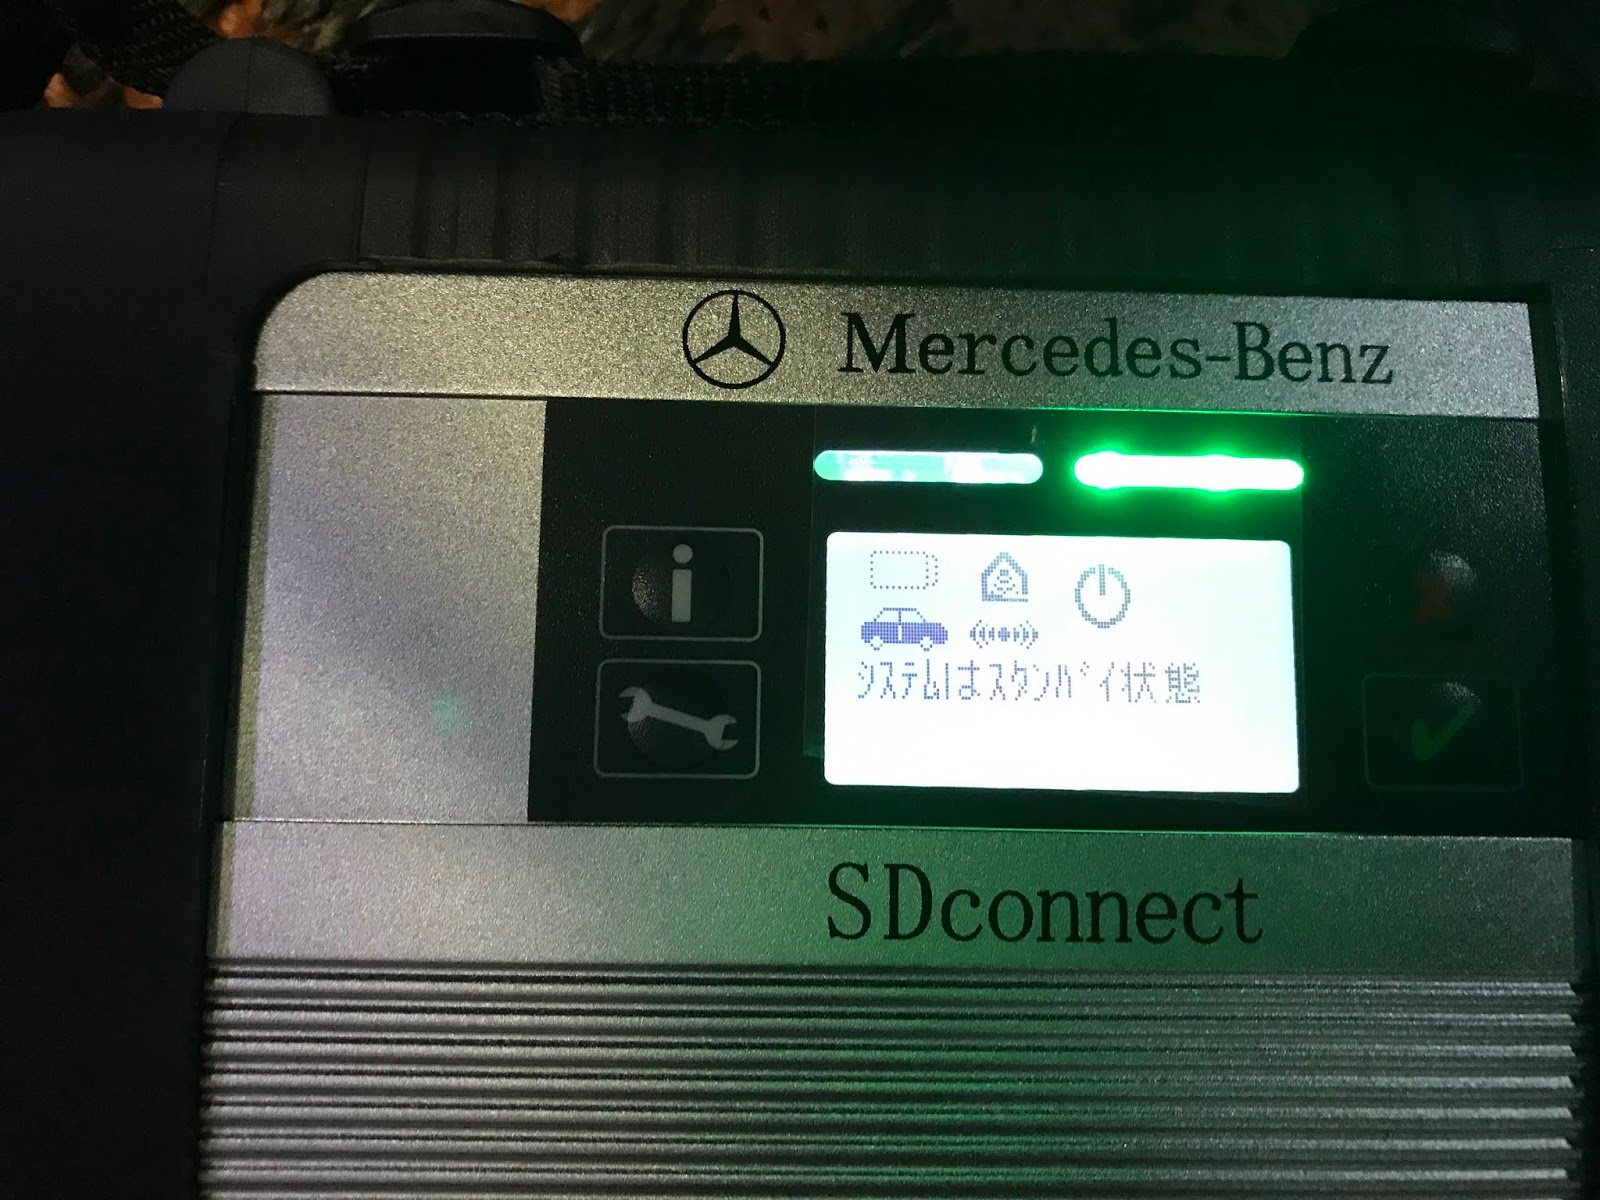 Mercedes-Benz
i
ｼｽﾃﾑはｽﾀﾝﾊﾞｲ状態
SDconnect